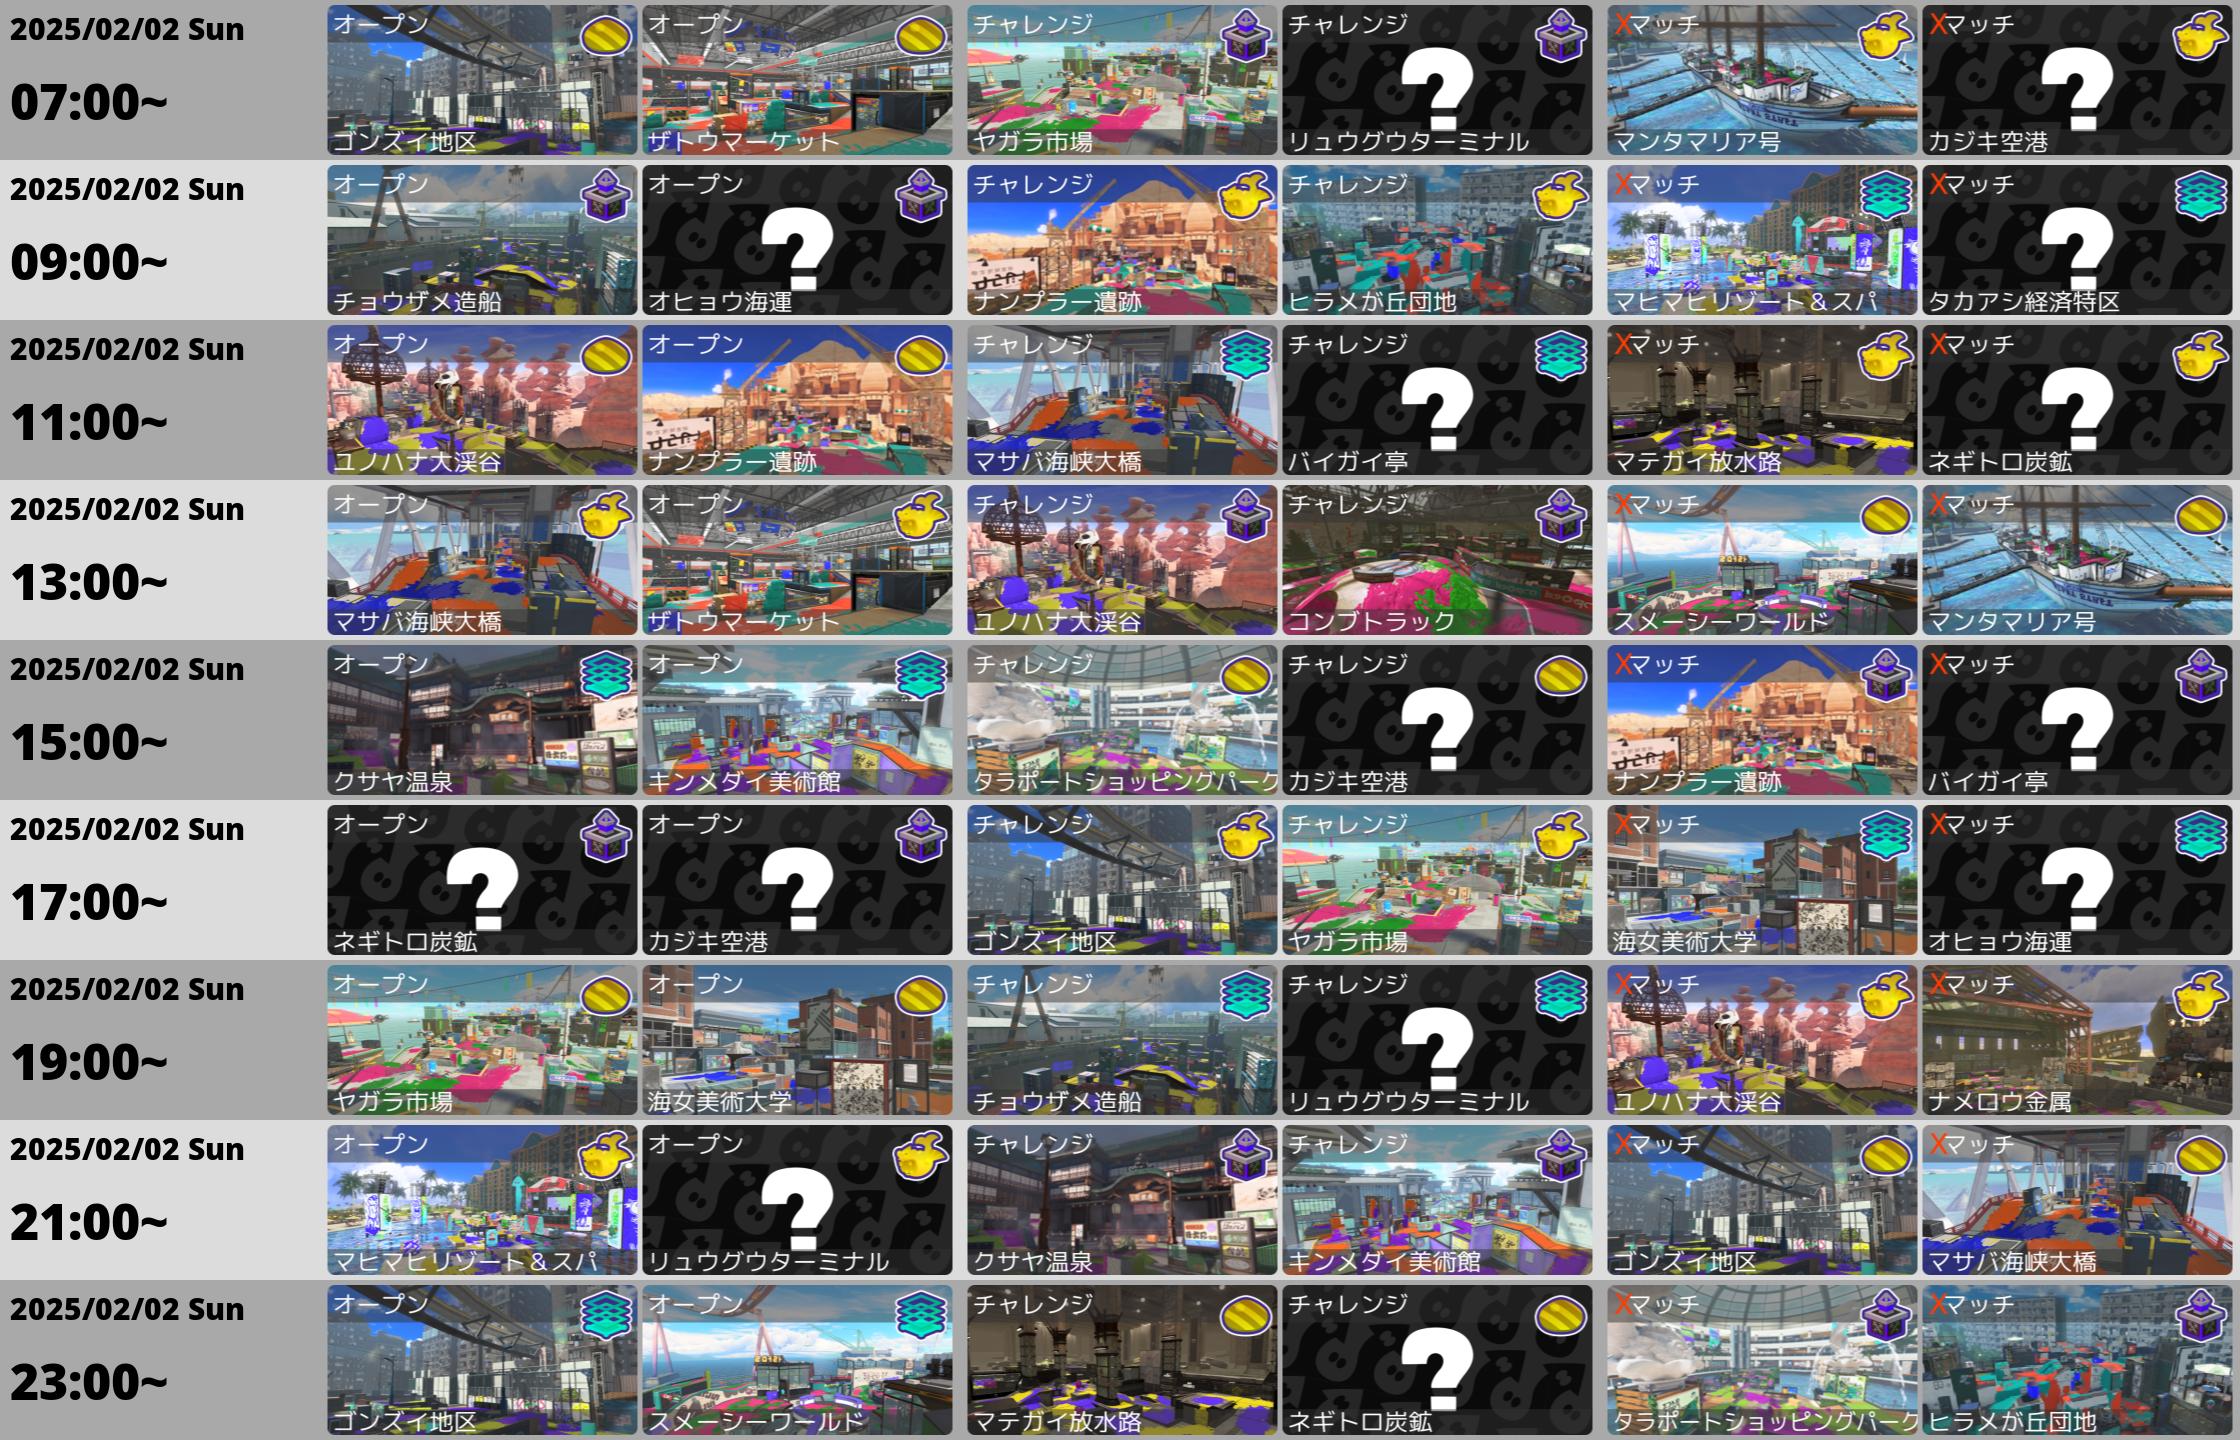 2025/02/02 Sun
07:00~
オープン
ゴンズイ地区
オープン
ザトウマーケット
チャレンジ
ヤガラ市場
チャレンジ
?
リュウグウターミナル
Xマッチ
マンタマリア号
Xマッチ
?
カジキ空港
2025/02/02 Sun
09:00~
オープン
チョウザメ造船
オープン
?
オヒョウ海運
チャレンジ
ナンプラー遺跡
チャレンジ
ヒラメが丘団地
Xマッチ
マヒマヒリゾート&スパ
Xマッチ
?
タカアシ経済特区
2025/02/02 Sun
11:00~
オープン
ユノハナ大渓谷
オープン
ナンプラー遺跡
チャレンジ
マサバ海峡大橋
チャレンジ
?
バイガイ亭
Xマッチ
マテガイ放水路
Xマッチ
?
ネギトロ炭鉱
2025/02/02 Sun
13:00~
オープン
マサバ海峡大橋
オープン
ザトウマーケット
チャレンジ
ユノハナ大渓谷
チャレンジ
コンブトラック
Xマッチ
スメーシーワールド
Xマッチ
マンタマリア号
2025/02/02 Sun
15:00~
オープン
クサヤ温泉
オープン
キンメダイ美術館
チャレンジ
タラポートショッピングパーク
チャレンジ
?
カジキ空港
Xマッチ
ナンプラー遺跡
Xマッチ
?
バイガイ亭
2025/02/02 Sun
17:00~
オープン
?
ネギトロ炭鉱
オープン
?
カジキ空港
チャレンジ
ゴンズイ地区
チャレンジ
ヤガラ市場
Xマッチ
海女美術大学
Xマッチ
?
オヒョウ海運
2025/02/02 Sun
19:00~
オープン
ヤガラ市場
オープン
海女美術大学
チャレンジ
チョウザメ造船
チャレンジ
?
リュウグウターミナル
Xマッチ
ユノハナ大渓谷
Xマッチ
ナメロウ金属
2025/02/02 Sun
21:00~
オープン
マヒマヒリゾート&スパ
オープン
?
リュウグウターミナル
チャレンジ
クサヤ温泉
チャレンジ
キンメダイ美術館
Xマッチ
ゴンズイ地区
Xマッチ
マサバ海峡大橋
2025/02/02 Sun
23:00~
オープン
ゴンズイ地区
オープン
スメーシーワールド
チャレンジ
マテガイ放水路
チャレンジ
?
ネギトロ炭鉱
Xマッチ
タラポートショッピングパーク
Xマッチ
ヒラメが丘団地